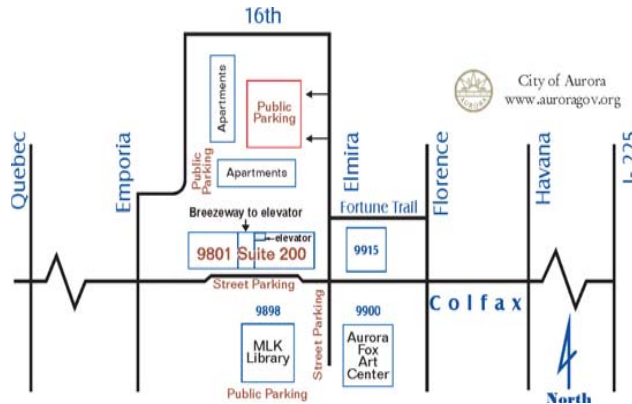 16th
City of Aurora
www.auroragov.org
AURORA
Apartments
Public
Parking
Quebec
Emporia
Public
Parking
Apartments
Elmira
Florence
Havana
I-225
Fortune Trail
Breezeway to elevator
elevator
9801 Suite 200
9915
Street Parking
Colfax
9898
9900
Street Parking
MLK
Library
Aurora
Fox
Art
Center
Public Parking
North